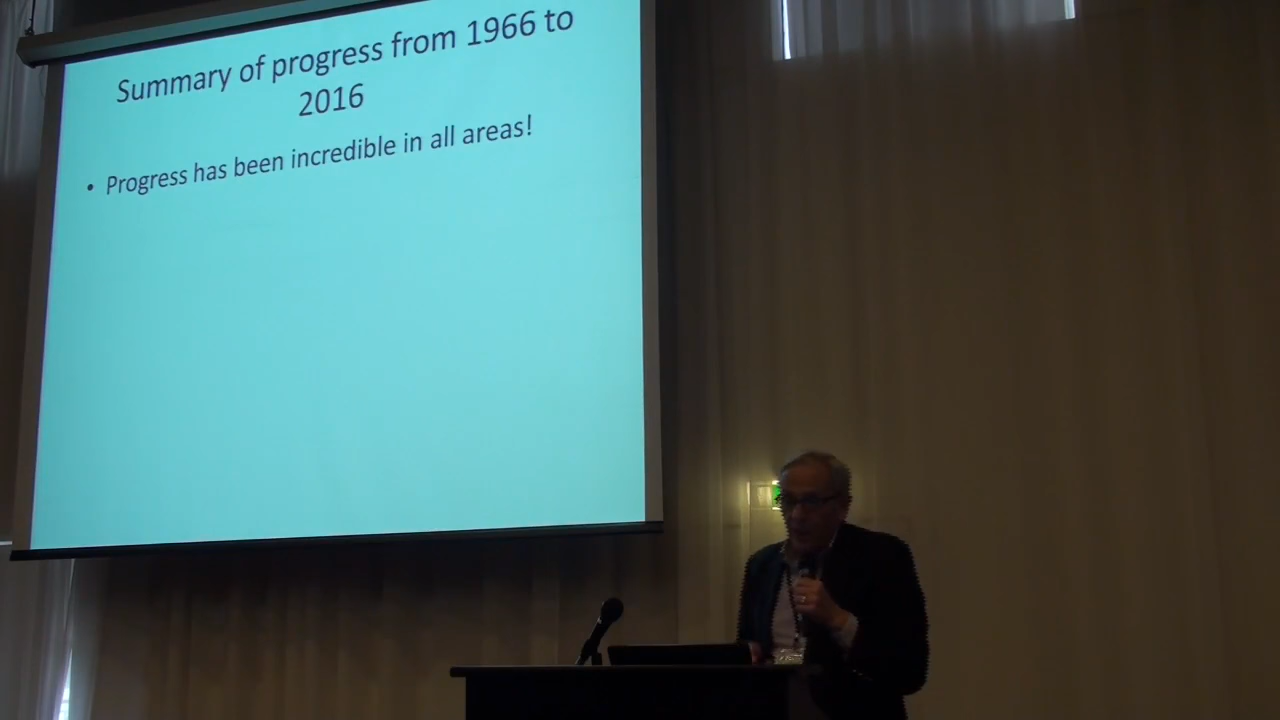 Summary of progress from 1966 to
2016
• Progress has been incredible in all areas!